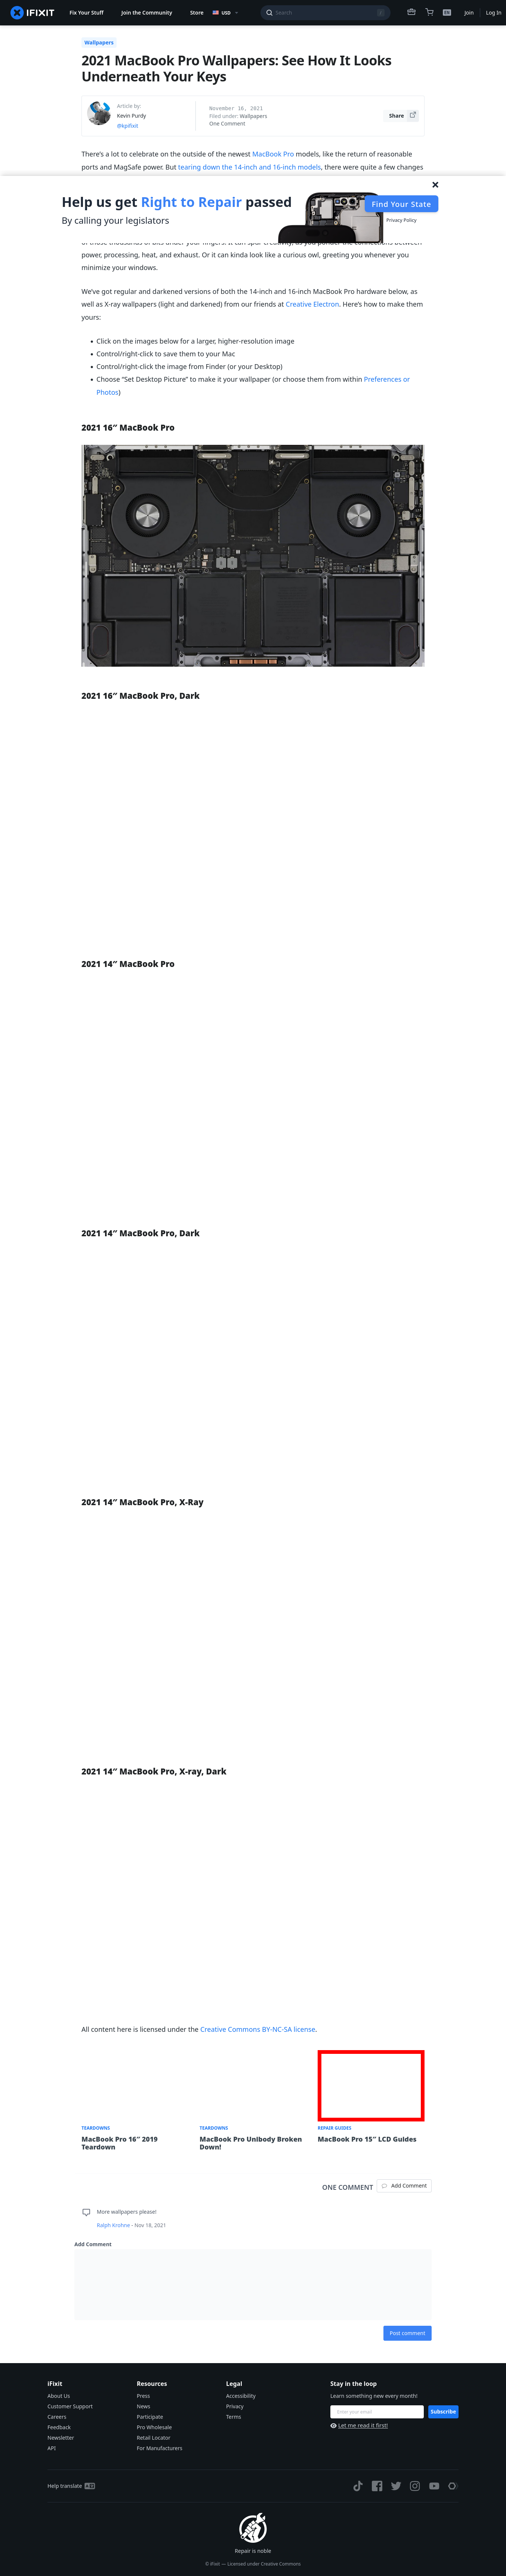 IFIXIT
Fix Your Stuff
Join the Community
Store
USD
Search
/
EN
Join
Log In
Wallpapers
2021 MacBook Pro Wallpapers: See How It Looks
Underneath Your Keys
Article by:
Kevin Purdy
@kpifixit
November 16, 2021
Filed under: Wallpapers
One Comment
Share
There’s a lot to celebrate on the outside of the newest MacBook Pro models, like the return of reasonable
ports and MagSafe power. But tearing down the 14-inch and 16-inch models, there were quite a few changes
Help us get Right to Repair passed
By calling your legislators
Find Your State
Privacy Policy
power, processing, heat, and exhaust. Or it can kinda look like a curious owl, greeting you whenever you
minimize your windows.
We’ve got regular and darkened versions of both the 14-inch and 16-inch MacBook Pro hardware below, as
well as X-ray wallpapers (light and darkened) from our friends at Creative Electron. Here’s how to make them
yours:
Click on the images below for a larger, higher-resolution image
Control/right-click to save them to your Mac
Control/right-click the image from Finder (or your Desktop)
Choose “Set Desktop Picture” to make it your wallpaper (or choose them from within Preferences or
Photos)
2021 16″ MacBook Pro
2021 16″ MacBook Pro, Dark
2021 14″ MacBook Pro
2021 14″ MacBook Pro, Dark
2021 14″ MacBook Pro, X-Ray
2021 14″ MacBook Pro, X-ray, Dark
All content here is licensed under the Creative Commons BY-NC-SA license.
TEARDOWNS
MacBook Pro 16″ 2019
Teardown
TEARDOWNS
MacBook Pro Unibody Broken
Down!
REPAIR GUIDES
MacBook Pro 15″ LCD Guides
ONE COMMENT
Add Comment
More wallpapers please!
Ralph Krohne - Nov 18, 2021
Add Comment
Post comment
iFixit
About Us
Customer Support
Careers
Feedback
Newsletter
API
Resources
Press
News
Participate
Pro Wholesale
Retail Locator
For Manufacturers
Legal
Accessibility
Privacy
Terms
Stay in the loop
Learn something new every month!
Enter your email
Subscribe
Let me read it first!
Help translate
Repair is noble
© iFixit — Licensed under Creative Commons